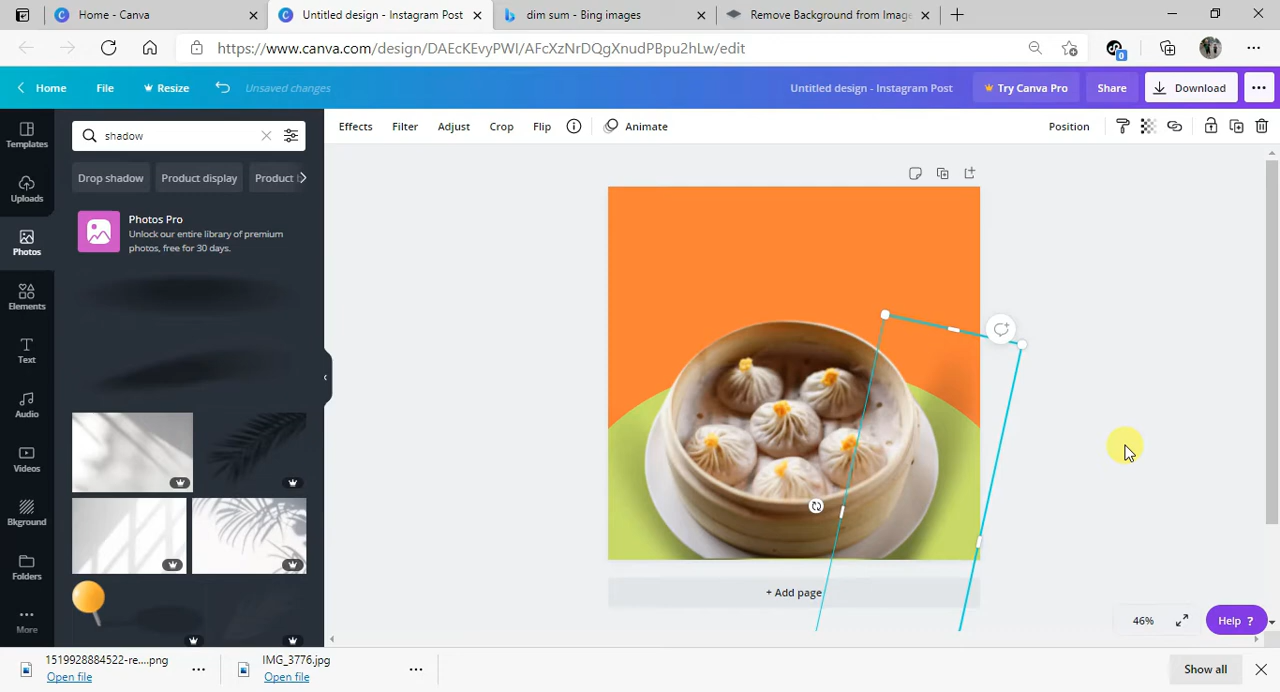 Home - Canva
Untitled design - Instagram Post
dim sum - Bing images
Remove Background from Image
https://www.canva.com/design/DAEcKEvyPWI/AFcXzNrDQgXnudPBpu2hLw/edit
0
Home File Resize Unsaved changes
Untitled design - Instagram Post Try Canva Pro Share Download
Templates
Uploads
Photos
Elements
Text
Audio
Videos
Bkground
Folders
More
shadow
Drop shadow Product display Product
Photos Pro
Unlock our entire library of premium
photos, free for 30 days.
Effects Filter Adjust Crop Flip Animate Position
+ Add page
46%
Help ?
1519928884472-re....png
Open file
IMG_3776.jpg
Open file
Show all